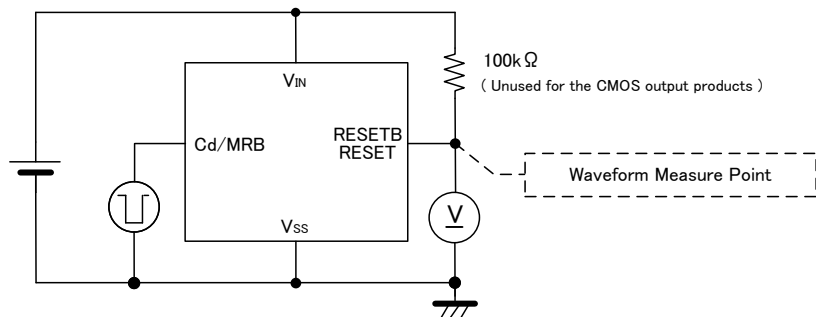 100kΩ
( Unused for the CMOS output products )
VIN
Cd/MRB
RESETB
RESET
Waveform Measure Point
V
VSS